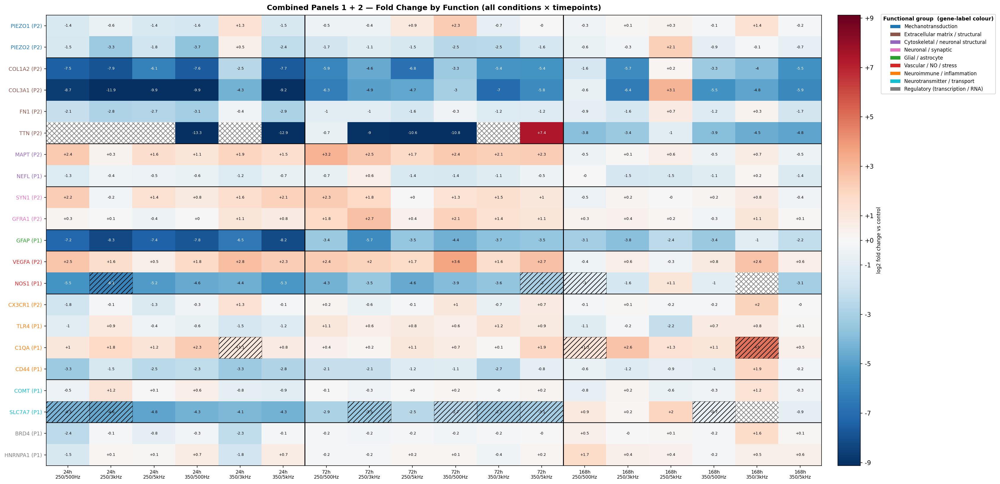 Combined Panels 1 + 2 — Fold Change by Function (all conditions × timepoints)
PIEZO1 (P2) -1.4 -0.6 -1.4 -1.6 +1.3 -1.5 -0.5 -0.4 +0.9 +2.3 -0.7 -0 -0.3 +0.1 +0.3 -0.1 +1.4 -0.2
PIEZO2 (P2) -1.5 -3.3 -1.8 -3.7 +0.5 -2.4 -1.7 -1.1 -1.5 -2.5 -2.5 -1.6 -0.6 -0.3 +2.1 -0.9 -0.1 -0.7
COL1A2 (P2) -7.5 -7.9 -6.1 -7.6 -2.5 -7.7 -5.9 -4.6 -6.8 -3.3 -5.4 -5.4 -1.6 -5.7 +0.2 -3.3 -4 -5.5
COL3A1 (P2) -8.7 -11.9 -9.9 -9.9 -4.3 -9.2 -6.3 -4.9 -4.7 -3 -7 -5.8 -0.6 -6.4 +3.1 -5.5 -4.8 -5.9
FN1 (P2) -2.1 -2.8 -2.7 -3.1 -0.4 -2.9 -1 -1 -1.6 -0.3 -1.2 -1.2 -0.9 -1.6 +0.7 -1.2 +0.3 -1.7
TTN (P2) -13.3 -12.9 -0.7 -9 -10.6 -10.8 +7.4 -3.8 -3.4 -1 -3.9 -4.5 -4.8
MAPT (P2) +2.4 +0.3 +1.6 +1.1 +1.9 +1.5 +3.2 +2.5 +1.7 +2.4 +2.1 +2.3 -0.5 +0.1 +0.6 -0.5 +0.7 -0.5
NEFL (P1) -1.3 -0.4 -0.5 -0.6 -1.2 -0.7 -0.7 +0.6 -1.4 -1.4 -1.1 -0.5 -0 -1.5 -1.5 -1.1 +0.2 -1.4
SYN1 (P2) +2.2 -0.2 +1.4 +0.8 +1.6 +2.1 +2.3 +1.8 +0 +1.3 +1.5 +1 -0.5 +0.2 -0 +0.2 +0.8 -0.4
GFRA1 (P2) +0.3 +0.1 -0.4 +0 +1.1 +0.8 +1.8 +2.7 +0.4 +2.1 +1.4 +1.1 +0.3 +0.4 +0.2 -0.3 +1.1 +0.1
GFAP (P1) -7.2 -8.3 -7.4 -7.8 -6.5 -8.2 -3.4 -5.7 -3.5 -4.4 -3.7 -3.5 -3.1 -3.8 -2.4 -3.4 -1 -2.2
VEGFA (P2) +2.5 +1.6 +0.5 +1.8 +2.8 +2.3 +2.4 +2 +1.7 +3.6 +1.6 +2.7 -0.4 +0.6 -0.3 +0.8 +2.6 +0.6
NOS1 (P1) -5.5 -6.1 -5.2 -4.6 -4.4 -5.3 -4.3 -3.5 -4.6 -3.9 -3.6 -3 -1 -1.6 +1.1 -1 -3.1
CX3CR1 (P2) -1.8 -0.1 -1.3 -0.3 +1.3 -0.1 +0.2 -0.6 -0.1 +1 -0.7 +0.7 -0.1 +0.1 -0.2 -0.2 +2 -0
TLR4 (P1) -1 +0.9 -0.4 -0.6 -1.5 -1.2 +1.1 +0.6 +0.8 +0.6 +1.2 +0.9 -1.1 -0.2 -2.2 +0.7 +0.8 +0.1
C1QA (P1) +1 +1.8 +1.2 +2.3 +1.1 +0.8 +0.4 +0.2 +1.1 +0.7 +0.1 +1.9 +1.3 +2.6 +1.3 +1.1 +5 +0.5
CD44 (P1) -3.3 -1.5 -2.5 -2.3 -3.3 -2.8 -2.1 -2.1 -1.2 -1.1 -2.7 -0.8 -0.6 -1.2 -0.9 -1 +1.9 -0.2
COMT (P1) -0.5 +1.2 +0.1 +0.6 -0.8 -0.9 -0.1 -0.3 +0 +0.2 -0 +0.2 -0.8 +0.2 -0.6 -0.3 +1.2 -0.3
SLC7A7 (P1) -4.3 -4.6 -4.8 -4.3 -4.1 -4.3 -2.9 -3.5 -2.5 -2.7 -3.3 -3.1 +0.9 +0.2 +2 -0.7 -0.9
BRD4 (P1) -2.4 -0.1 -0.8 -0.3 -2.3 -0.1 -0.2 -0.2 -0.2 -0.2 -0.2 -0 +0.5 -0 +0.1 -0.2 +1.6 +0.1
HNRNPA1 (P1) -1.5 +0.1 +0.1 +0.7 -1.8 +0.7 -0.2 -0.2 +0.2 +0.1 -0.4 +0.2 +1.7 +0.4 +0.4 -0.2 +0.5 +0.6
24h 24h 24h 24h 24h 24h 72h 72h 72h 72h 72h 72h 168h 168h 168h 168h 168h 168h
250/500Hz 250/3kHz 250/5kHz 350/500Hz 350/3kHz 350/5kHz 250/500Hz 250/3kHz 250/5kHz 350/500Hz 350/3kHz 350/5kHz 250/500Hz 250/3kHz 250/5kHz 350/500Hz 350/3kHz 350/5kHz
+9
+7
+5
+3
+1
+0
-1
-3
-5
-7
-9
log2 fold change vs control
Functional group (gene-label colour)
Mechanotransduction
Extracellular matrix / structural
Cytoskeletal / neuronal structural
Neuronal / synaptic
Glial / astrocyte
Vascular / NO / stress
Neuroimmune / inflammation
Neurotransmitter / transport
Regulatory (transcription / RNA)